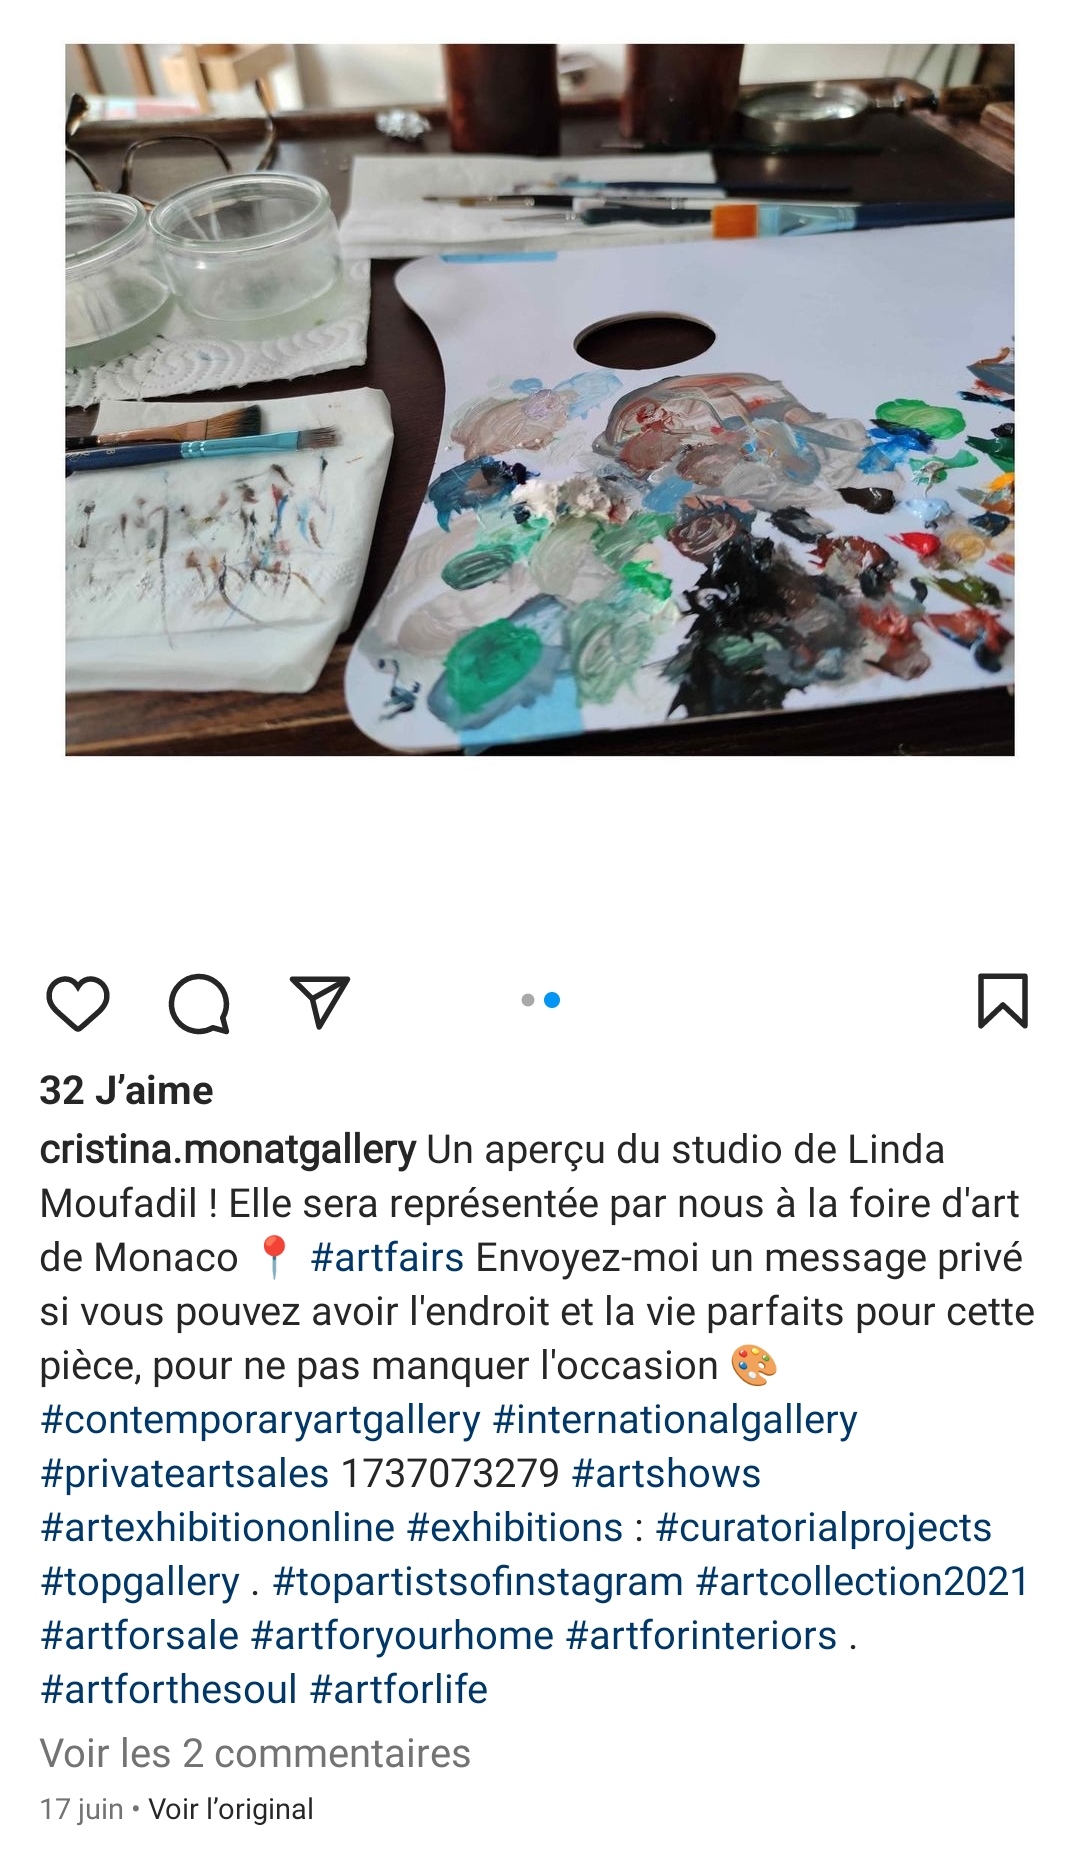 32 J’aime
cristina.monatgallery Un aperçu du studio de Linda
Moufadil ! Elle sera représentée par nous à la foire d'art
de Monaco 📍 #artfairs Envoyez-moi un message privé
si vous pouvez avoir l'endroit et la vie parfaits pour cette
pièce, pour ne pas manquer l'occasion 🎨
#contemporaryartgallery #internationalgallery
#privateartsales 1737073279 #artshows
#artexhibitiononline #exhibitions : #curatorialprojects
#topgallery . #topartistsofinstagram #artcollection2021
#artforsale #artforyourhome #artforinteriors .
#artforthesoul #artforlife
Voir les 2 commentaires
17 juin • Voir l’original